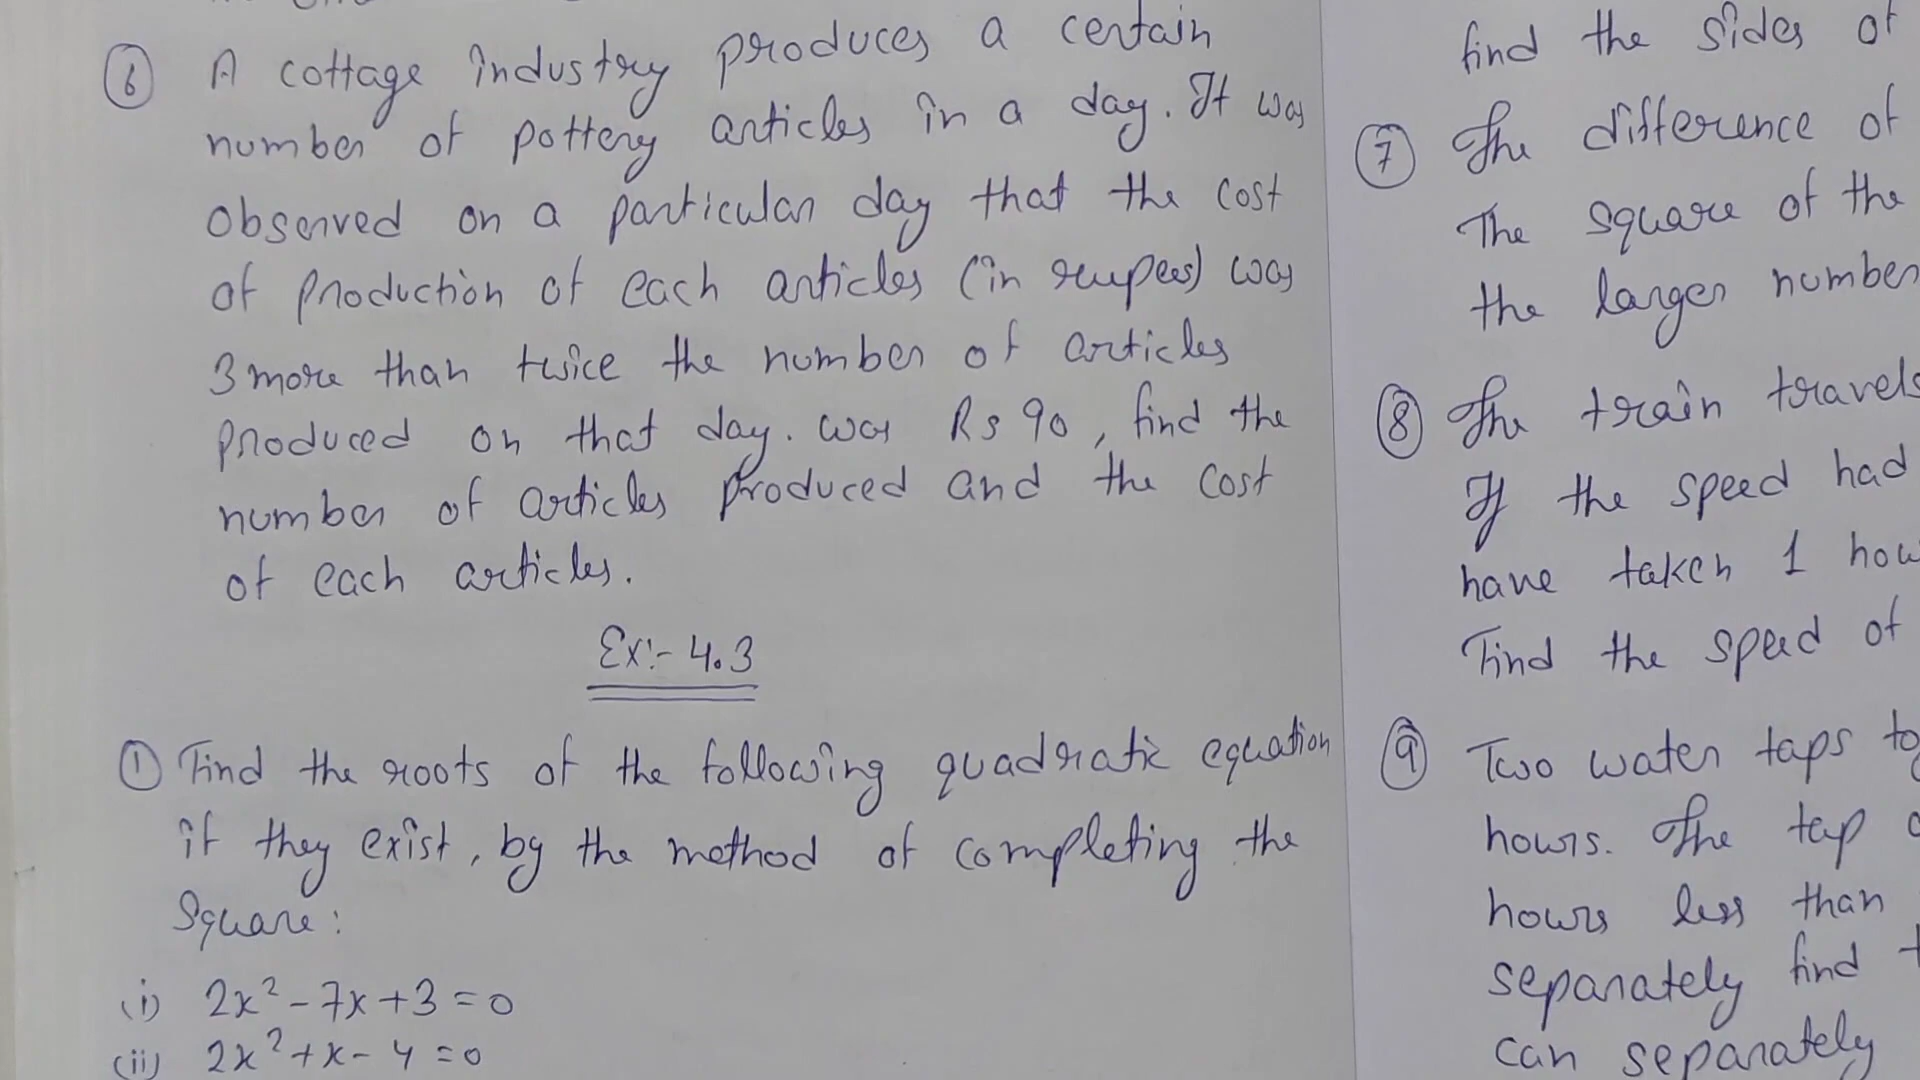 6 A cottage industry produces a certain
number of pottery articles in a day. It was
observed on a particular day that the cost
of production of each articles (in rupees) was
3 more than twice the number of articles
produced on that day. was Rs 90, find the
number of articles produced and the cost
of each articles.
Ex:- 4.3
1 Find the roots of the following quadratic equation
if they exist, by the method of completing the
Square:
(i) 2x² - 7x + 3 = 0
(ii) 2x² + x - 4 = 0
find the sides of
7 The difference of
The square of the
the larger number
8 The train travels
If the speed had
have taken 1
Find the speed of
9 Two water taps
hours. The tap
hours less than
separately find
can separately